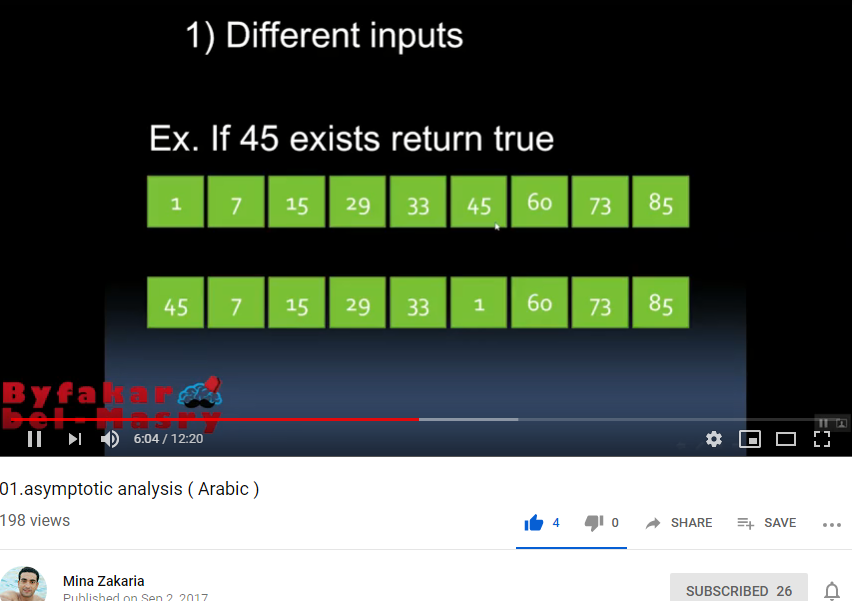 1) Different inputs
Ex. If 45 exists return true
1 7 15 29 33 45 60 73 85
45 7 15 29 33 1 60 73 85
Byfakar
bel-Masry
6:04 / 12:20
01.asymptotic analysis ( Arabic )
198 views
4 0 SHARE SAVE
Mina Zakaria
Published on Sep 2, 2017
SUBSCRIBED 26